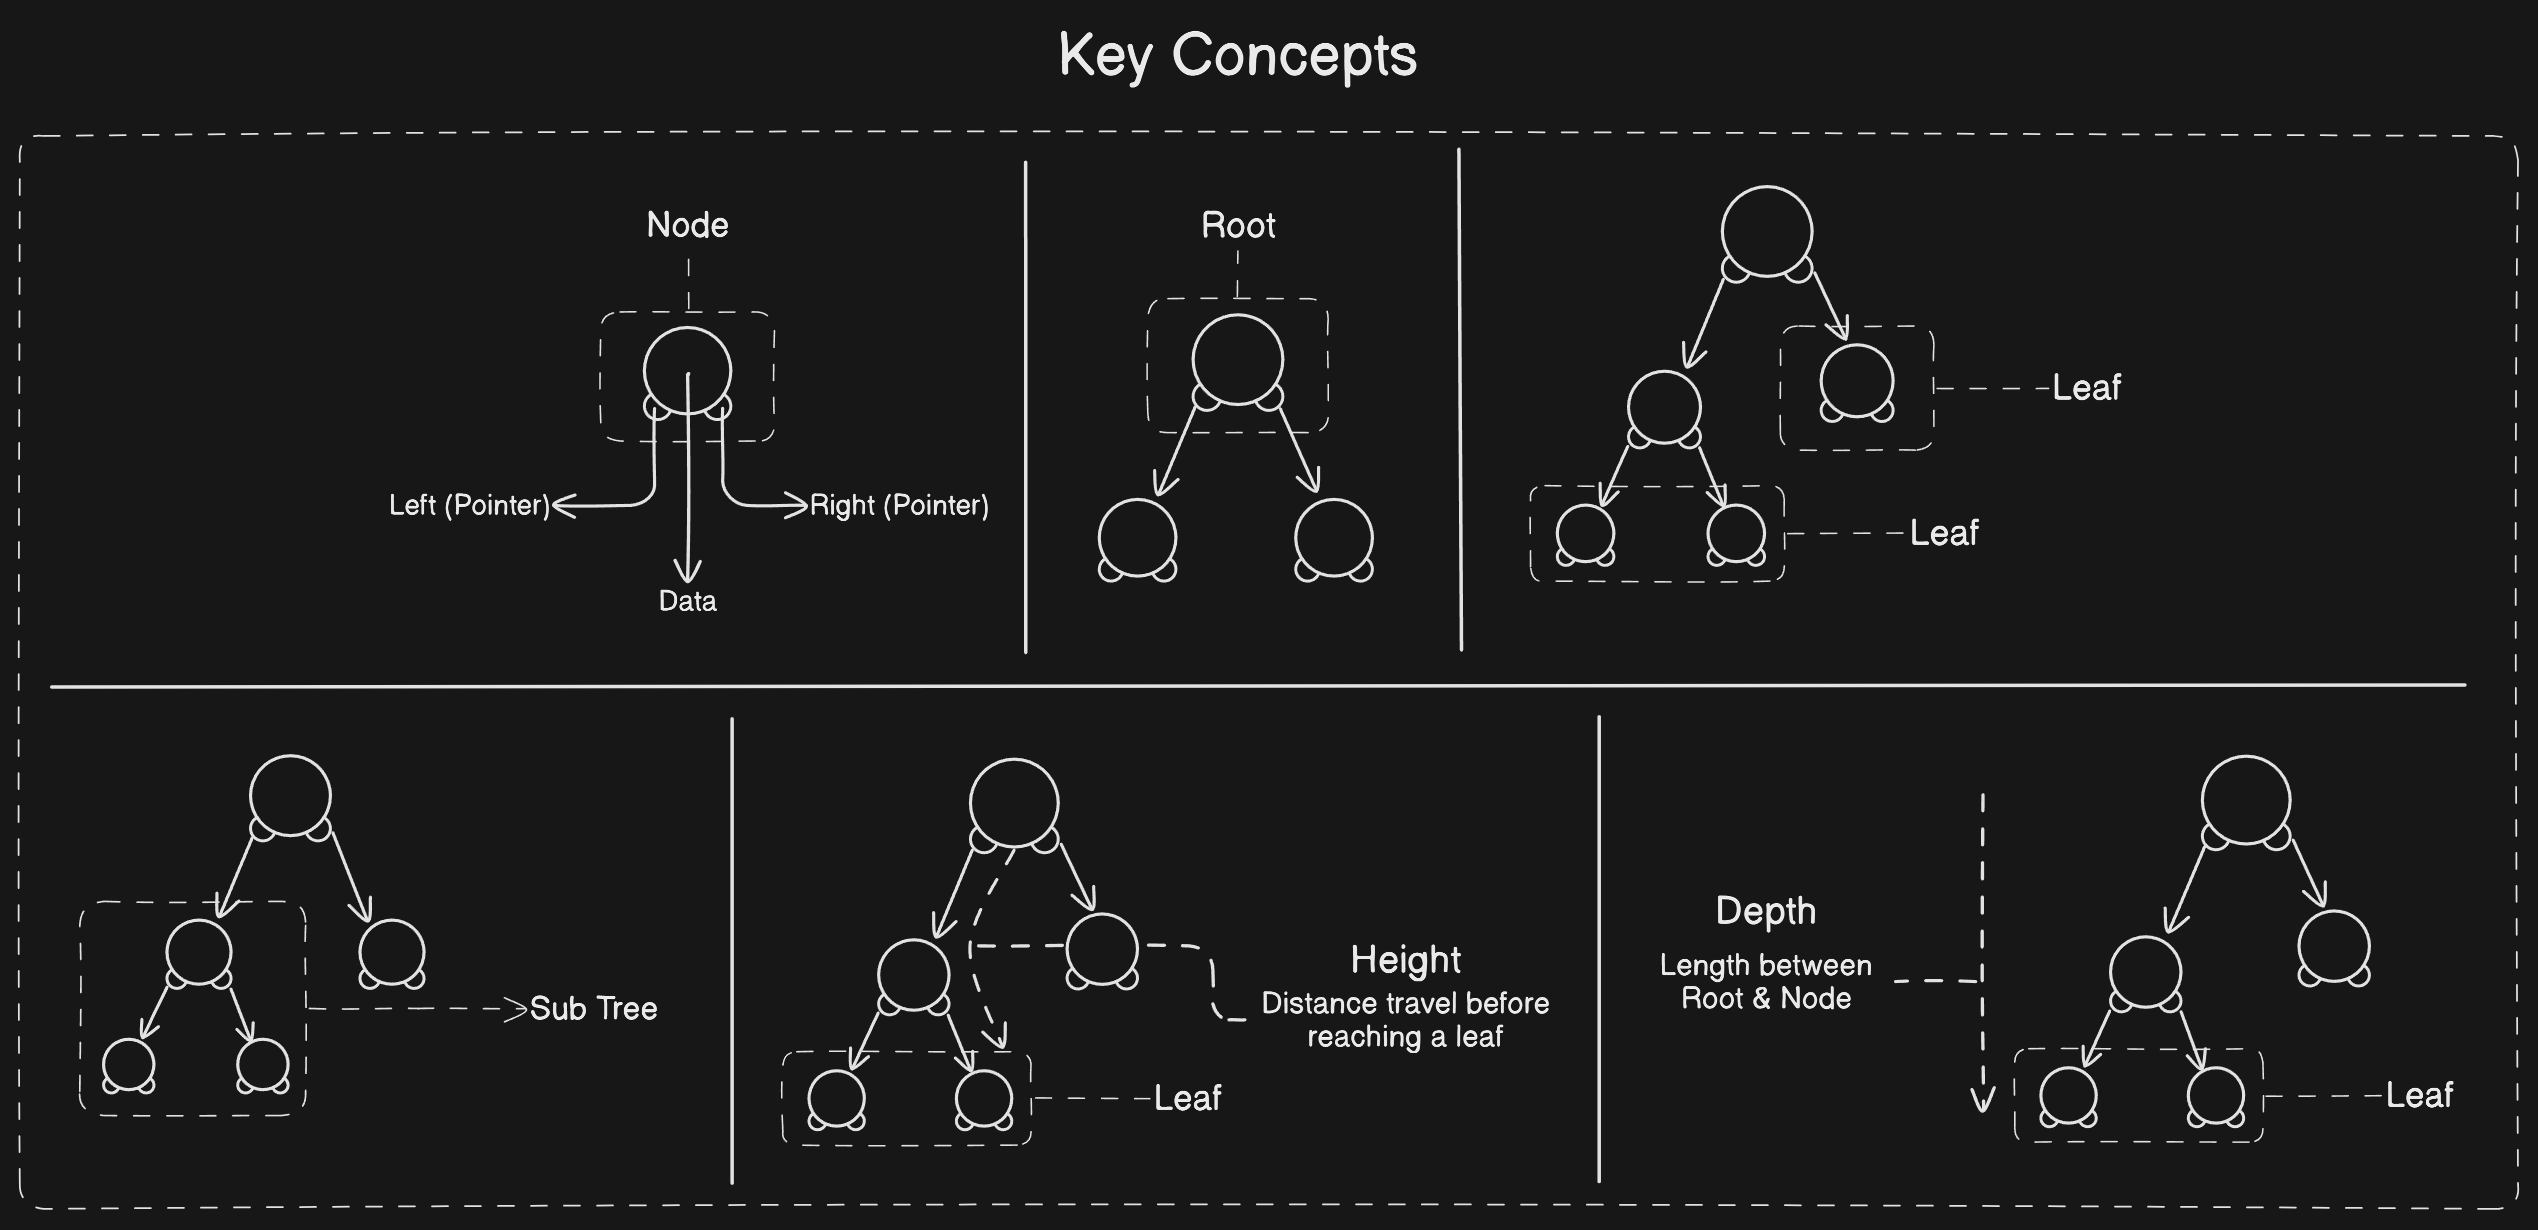 Key Concepts
Node
Left (Pointer)
Right (Pointer)
Data
Root
Leaf
Leaf
Sub Tree
Height
Distance travel before
reaching a leaf
Leaf
Depth
Length between
Root & Node
Leaf